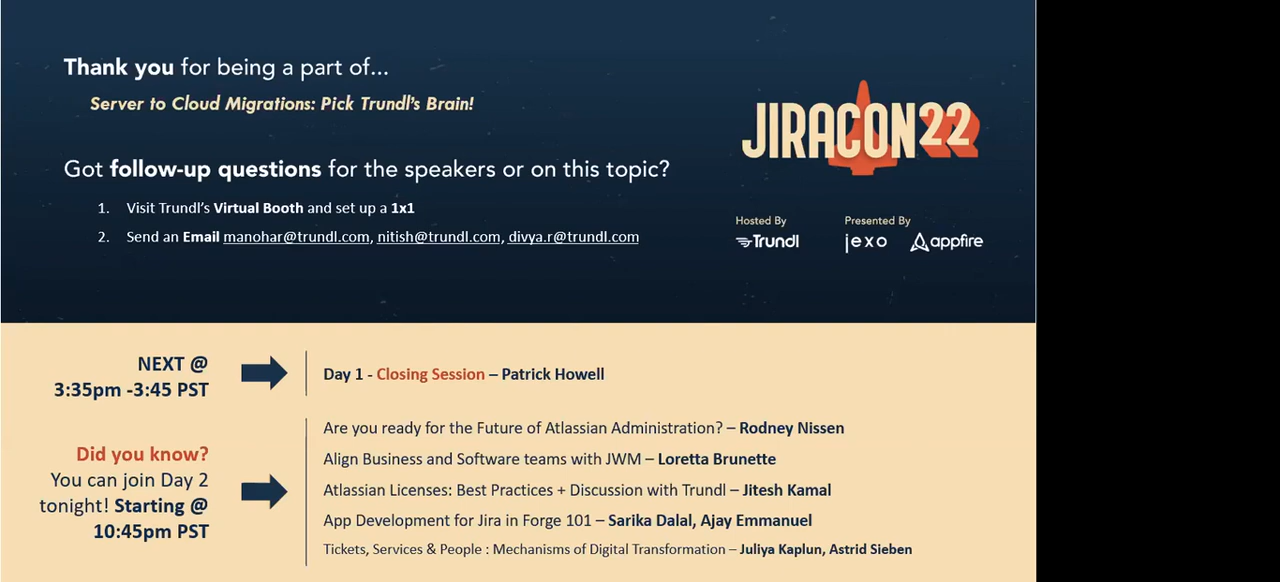 Thank you for being a part of...
Server to Cloud Migrations: Pick Trundl's Brain!
Got follow-up questions for the speakers or on this topic?
1. Visit Trundl's Virtual Booth and set up a 1x1
2. Send an Email manohar@trundl.com, nitish@trundl.com, divya.r@trundl.com
JIRACON22
Hosted By
Trundl
Presented By
jexo
appfire
NEXT @
3:35pm -3:45 PST
Day 1 - Closing Session – Patrick Howell
Did you know?
You can join Day 2
tonight! Starting @
10:45pm PST
Are you ready for the Future of Atlassian Administration? – Rodney Nissen
Align Business and Software teams with JWM – Loretta Brunette
Atlassian Licenses: Best Practices + Discussion with Trundl – Jitesh Kamal
App Development for Jira in Forge 101 – Sarika Dalal, Ajay Emmanuel
Tickets, Services & People : Mechanisms of Digital Transformation – Juliya Kaplun, Astrid Sieben